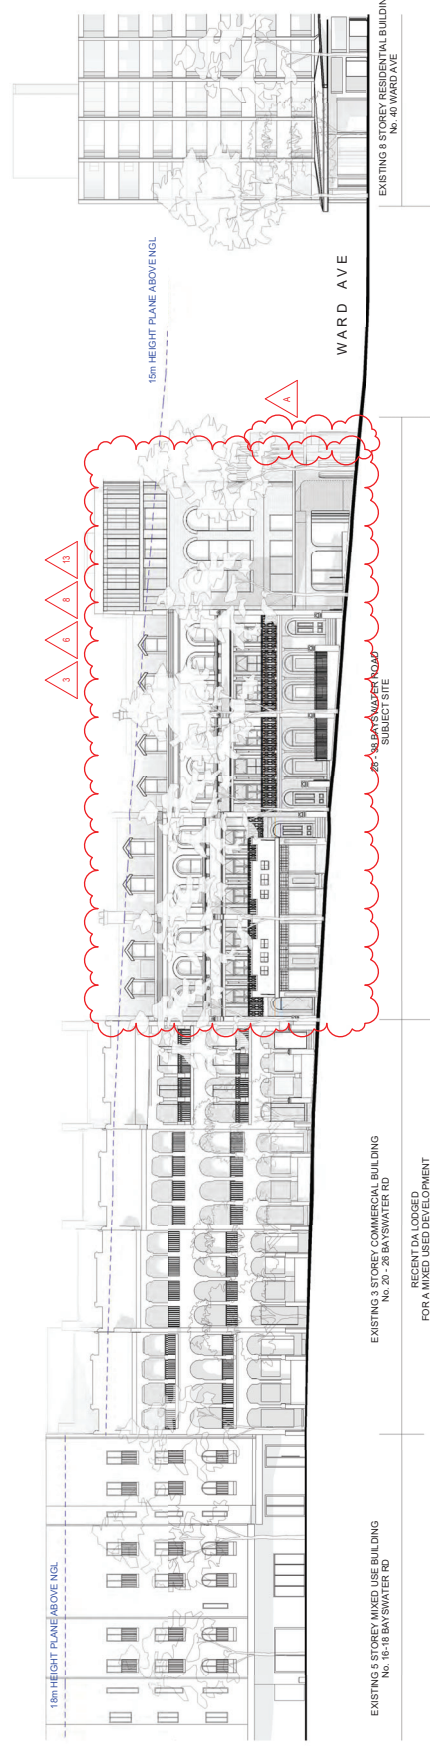 18m HEIGHT PLANE ABOVE NGL
15m HEIGHT PLANE ABOVE NGL
3
6
8
13
A
WARD AVE
EXISTING 5 STOREY MIXED USE BUILDING
No. 16-18 BAYSWATER RD
EXISTING 3 STOREY COMMERCIAL BUILDING
No. 20 - 26 BAYSWATER RD
RECENT DA LODGED
FOR A MIXED USED DEVELOPMENT
28 - 38 BAYSWATER ROAD
SUBJECT SITE
EXISTING 8 STOREY RESIDENTIAL BUILDIN
No. 40 WARD AVE